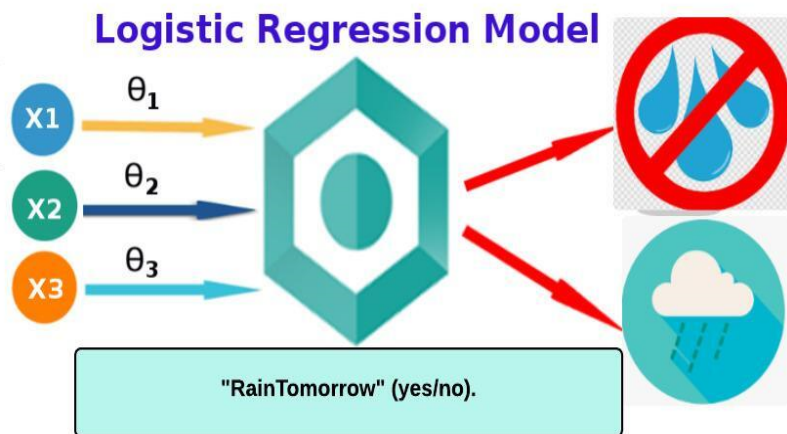 Logistic Regression Model
X1
θ1
X2
θ2
X3
θ3
"RainTomorrow" (yes/no).